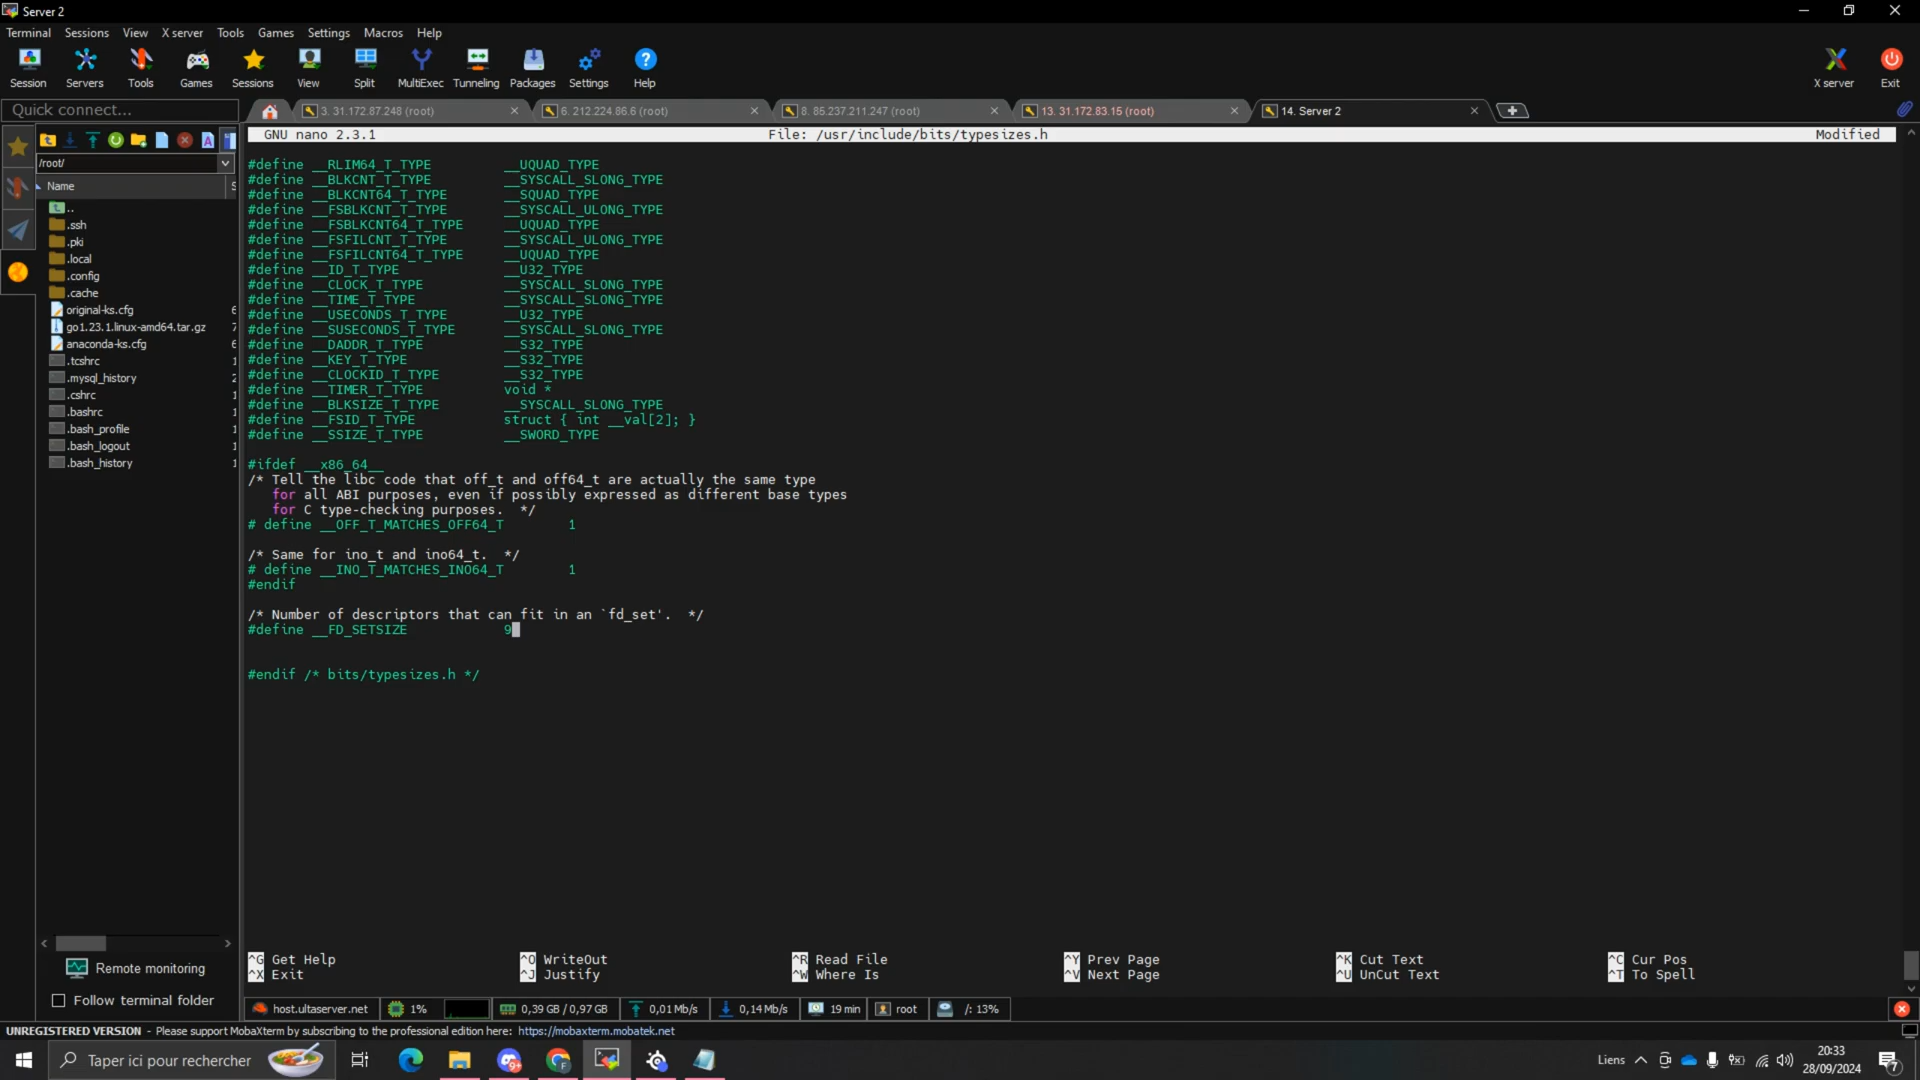 Server 2
Terminal Sessions View X server Tools Games Settings Macros Help
Session Servers Tools Games Sessions View Split MultiExec Tunneling Packages Settings Help X server Exit
Quick connect...
3. 31.172.87.248 (root)
6. 212.224.86.6 (root)
8. 85.237.211.247 (root)
13. 31.172.83.15 (root)
14. Server 2
/root/
Name S
..
.ssh
.pki
.local
.config
.cache
original-ks.cfg 6
go1.23.1.linux-amd64.tar.gz 7
anaconda-ks.cfg 6
.tcshrc 1
.mysql_history 2
.cshrc 1
.bashrc 1
.bash_profile 1
.bash_logout 1
.bash_history 1
Remote monitoring
Follow terminal folder
GNU nano 2.3.1 File: /usr/include/bits/typesizes.h Modified
#define __RLIM64_T_TYPE __UQUAD_TYPE
#define __BLKCNT_T_TYPE __SYSCALL_SLONG_TYPE
#define __BLKCNT64_T_TYPE __SQUAD_TYPE
#define __FSBLKCNT_T_TYPE __SYSCALL_ULONG_TYPE
#define __FSBLKCNT64_T_TYPE __UQUAD_TYPE
#define __FSFILCNT_T_TYPE __SYSCALL_ULONG_TYPE
#define __FSFILCNT64_T_TYPE __UQUAD_TYPE
#define __ID_T_TYPE __U32_TYPE
#define __CLOCK_T_TYPE __SYSCALL_SLONG_TYPE
#define __TIME_T_TYPE __SYSCALL_SLONG_TYPE
#define __USECONDS_T_TYPE __U32_TYPE
#define __SUSECONDS_T_TYPE __SYSCALL_SLONG_TYPE
#define __DADDR_T_TYPE __S32_TYPE
#define __KEY_T_TYPE __S32_TYPE
#define __CLOCKID_T_TYPE __S32_TYPE
#define __TIMER_T_TYPE void *
#define __BLKSIZE_T_TYPE __SYSCALL_SLONG_TYPE
#define __FSID_T_TYPE struct { int __val[2]; }
#define __SSIZE_T_TYPE __SWORD_TYPE
#ifdef __x86_64__
/* Tell the libc code that off_t and off64_t are actually the same type
for all ABI purposes, even if possibly expressed as different base types
for C type-checking purposes. */
# define __OFF_T_MATCHES_OFF64_T 1
/* Same for ino_t and ino64_t. */
# define __INO_T_MATCHES_INO64_T 1
#endif
/* Number of descriptors that can fit in an `fd_set'. */
#define __FD_SETSIZE 9
#endif /* bits/typesizes.h */
^G Get Help ^O WriteOut ^R Read File ^Y Prev Page ^K Cut Text ^C Cur Pos
^X Exit ^J Justify ^W Where Is ^V Next Page ^U UnCut Text ^T To Spell
host.ultaserver.net 1% 0,39 GB / 0,97 GB 0,01 Mb/s 0,14 Mb/s 19 min root /: 13%
UNREGISTERED VERSION - Please support MobaXterm by subscribing to the professional edition here: https://mobaxterm.mobatek.net
Taper ici pour rechercher
9+
Liens
20:33
28/09/2024
7